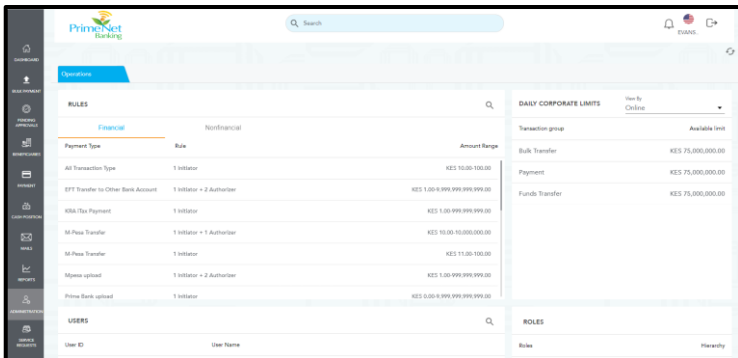 PrimeNet
Banking
Search
EVANS.
DASHBOARD
BULK PAYMENT
PENDING APPROVALS
BENEFICIARIES
PAYMENT
CASH POSITION
MAILS
REPORTS
ADMINISTRATION
SERVICE REQUESTS
Operations
RULES
Financial Nonfinancial
Payment Type Rule Amount Range
All Transaction Type 1 Initiator KES 10.00-100.00
EFT Transfer to Other Bank Account 1 Initiator + 2 Authorizer KES 1.00-9,999,999,999,999.00
KRA iTax Payment 1 Initiator KES 1.00-999,999,999.00
M-Pesa Transfer 1 Initiator + 1 Authorizer KES 10.00-10,000,000.00
M-Pesa Transfer 1 Initiator KES 11.00-100.00
Mpesa upload 1 Initiator + 2 Authorizer KES 1.00-999,999,999.00
Prime Bank upload 1 Initiator KES 0.00-9,999,999,999,999.00
DAILY CORPORATE LIMITS
View By
Online
Transaction group Available limit
Bulk Transfer KES 75,000,000.00
Payment KES 75,000,000.00
Funds Transfer KES 75,000,000.00
USERS
User ID User Name
ROLES
Roles Hierarchy